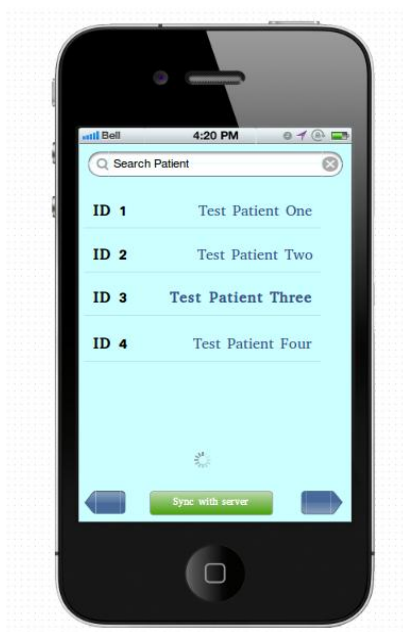 Bell 4:20 PM
Search Patient
ID 1 Test Patient One
ID 2 Test Patient Two
ID 3 Test Patient Three
ID 4 Test Patient Four
Sync with server